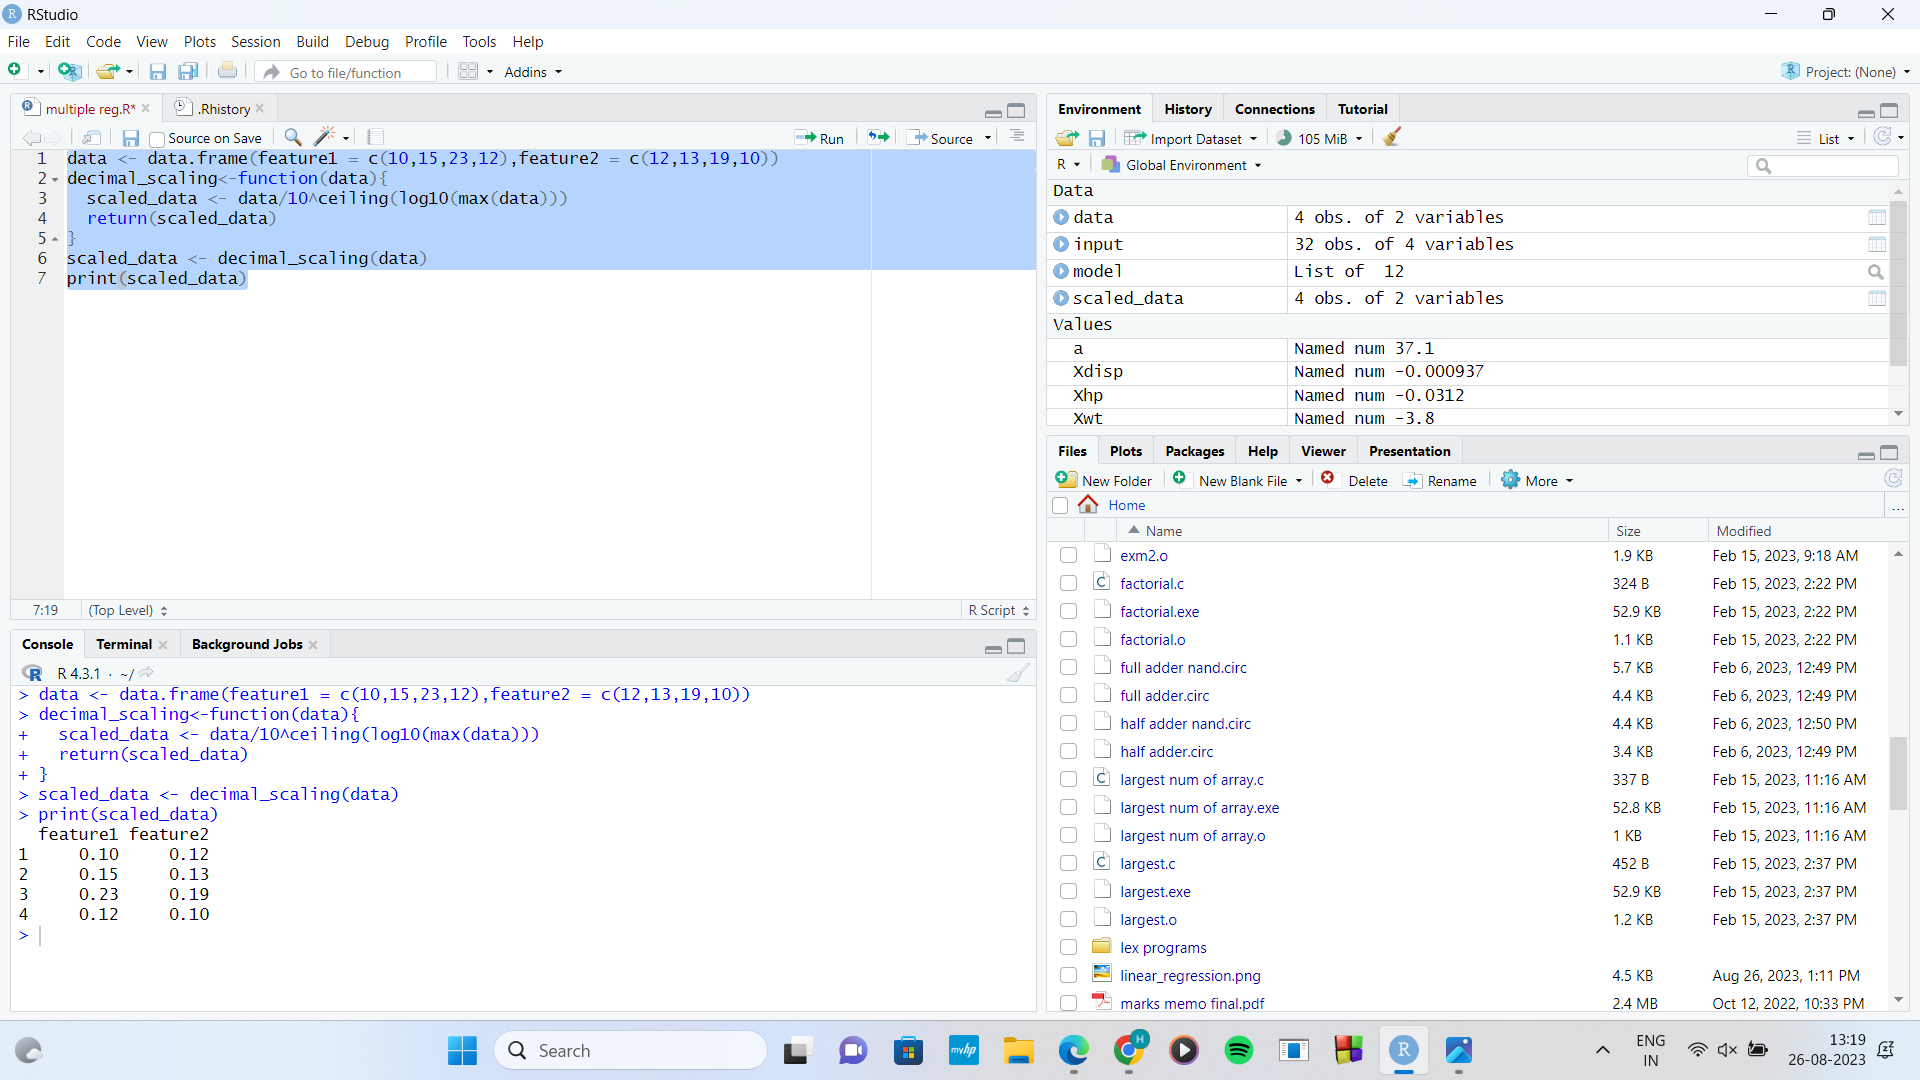 RStudio
File Edit Code View Plots Session Build Debug Profile Tools Help
Go to file/function Addins Project: (None)
multiple reg.R* .Rhistory
Source on Save Run Source
1 data <- data.frame(feature1 = c(10,15,23,12),feature2 = c(12,13,19,10))
2 decimal_scaling<-function(data){
3 scaled_data <- data/10^ceiling(log10(max(data)))
4 return(scaled_data)
5 }
6 scaled_data <- decimal_scaling(data)
7 print(scaled_data)
7:19 (Top Level) R Script
Console Terminal Background Jobs
R 4.3.1 · ~/
> data <- data.frame(feature1 = c(10,15,23,12),feature2 = c(12,13,19,10))
> decimal_scaling<-function(data){
+ scaled_data <- data/10^ceiling(log10(max(data)))
+ return(scaled_data)
+ }
> scaled_data <- decimal_scaling(data)
> print(scaled_data)
feature1 feature2
1 0.10 0.12
2 0.15 0.13
3 0.23 0.19
4 0.12 0.10
>
Environment History Connections Tutorial
Import Dataset 105 MiB List
R Global Environment
Data
data 4 obs. of 2 variables
input 32 obs. of 4 variables
model List of 12
scaled_data 4 obs. of 2 variables
Values
a Named num 37.1
Xdisp Named num -0.000937
Xhp Named num -0.0312
Xwt Named num -3.8
Files Plots Packages Help Viewer Presentation
New Folder New Blank File Delete Rename More
Home ...
Name Size Modified
exm2.o 1.9 KB Feb 15, 2023, 9:18 AM
factorial.c 324 B Feb 15, 2023, 2:22 PM
factorial.exe 52.9 KB Feb 15, 2023, 2:22 PM
factorial.o 1.1 KB Feb 15, 2023, 2:22 PM
full adder nand.circ 5.7 KB Feb 6, 2023, 12:49 PM
full adder.circ 4.4 KB Feb 6, 2023, 12:49 PM
half adder nand.circ 4.4 KB Feb 6, 2023, 12:50 PM
half adder.circ 3.4 KB Feb 6, 2023, 12:49 PM
largest num of array.c 337 B Feb 15, 2023, 11:16 AM
largest num of array.exe 52.8 KB Feb 15, 2023, 11:16 AM
largest num of array.o 1 KB Feb 15, 2023, 11:16 AM
largest.c 452 B Feb 15, 2023, 2:37 PM
largest.exe 52.9 KB Feb 15, 2023, 2:37 PM
largest.o 1.2 KB Feb 15, 2023, 2:37 PM
lex programs
linear_regression.png 4.5 KB Aug 26, 2023, 1:11 PM
marks memo final.pdf 2.4 MB Oct 12, 2022, 10:33 PM
Search myhp H R ENG 13:19
IN 26-08-2023